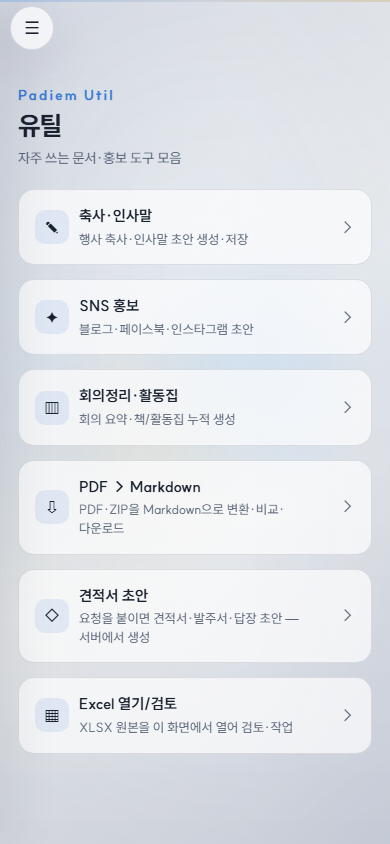 Padiem Util
유틸
자주 쓰는 문서·홍보 도구 모음
축사·인사말
행사 축사·인사말 초안 생성·저장
SNS 홍보
블로그·페이스북·인스타그램 초안
회의정리·활동집
회의 요약·책/활동집 누적 생성
PDF > Markdown
PDF·ZIP을 Markdown으로 변환·비교·
다운로드
견적서 초안
요청을 붙이면 견적서·발주서·답장 초안 —
서버에서 생성
Excel 열기/검토
XLSX 원본을 이 화면에서 열어 검토·작업